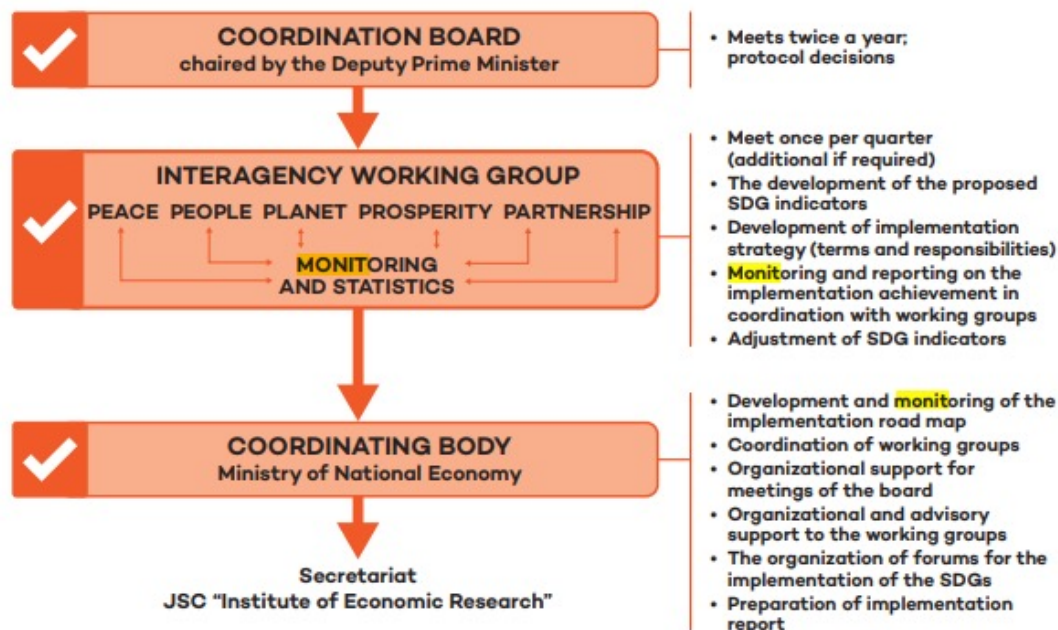 COORDINATION BOARD
chaired by the Deputy Prime Minister
• Meets twice a year;
protocol decisions
INTERAGENCY WORKING GROUP
PEACE PEOPLE PLANET PROSPERITY PARTNERSHIP
MONITORING
AND STATISTICS
• Meet once per quarter
(additional if required)
• The development of the proposed
SDG indicators
• Development of implementation
strategy (terms and responsibilities)
• Monitoring and reporting on the
implementation achievement in
coordination with working groups
• Adjustment of SDG indicators
COORDINATING BODY
Ministry of National Economy
• Development and monitoring of the
implementation road map
• Coordination of working groups
• Organizational support for
meetings of the board
• Organizational and advisory
support to the working groups
• The organization of forums for the
implementation of the SDGs
• Preparation of implementation
report
Secretariat
JSC “Institute of Economic Research”